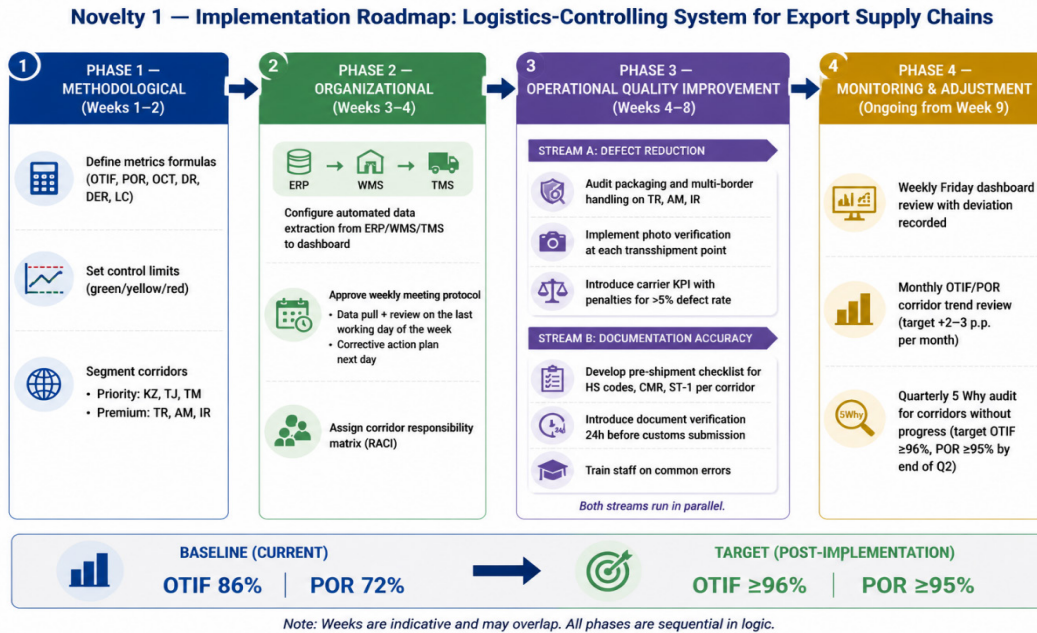 Novelty 1 — Implementation Roadmap: Logistics-Controlling System for Export Supply Chains
1
PHASE 1 —
METHODOLOGICAL
(Weeks 1–2)
Define metrics formulas
(OTIF, POR, OCT, DR,
DER, LC)
Set control limits
(green/yellow/red)
Segment corridors
• Priority: KZ, TJ, TM
• Premium: TR, AM, IR
2
PHASE 2 —
ORGANIZATIONAL
(Weeks 3–4)
ERP → WMS → TMS
Configure automated data
extraction from ERP/WMS/TMS
to dashboard
Approve weekly meeting protocol
• Data pull + review on the last
working day of the week
• Corrective action plan
next day
Assign corridor responsibility
matrix (RACI)
3
PHASE 3 —
OPERATIONAL QUALITY IMPROVEMENT
(Weeks 4–8)
STREAM A: DEFECT REDUCTION
Audit packaging and multi-border
handling on TR, AM, IR
Implement photo verification
at each transshipment point
Introduce carrier KPI with
penalties for >5% defect rate
STREAM B: DOCUMENTATION ACCURACY
Develop pre-shipment checklist for
HS codes, CMR, ST-1 per corridor
24h
Introduce document verification
24h before customs submission
Train staff on common errors
Both streams run in parallel.
4
PHASE 4 —
MONITORING & ADJUSTMENT
(Ongoing from Week 9)
Weekly Friday dashboard
review with deviation
recorded
Monthly OTIF/POR
corridor trend review
(target +2–3 p.p.
per month)
5Why
Quarterly 5 Why audit
for corridors without
progress (target OTIF
≥96%, POR ≥95% by
end of Q2)
BASELINE (CURRENT)
OTIF 86% | POR 72%
TARGET (POST-IMPLEMENTATION)
OTIF ≥96% | POR ≥95%
Note: Weeks are indicative and may overlap. All phases are sequential in logic.